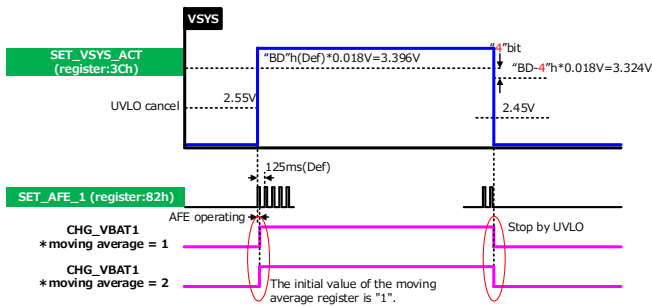 VSYS
SET_VSYS_ACT
(register:3Ch)
"BD"h(Def)*0.018V=3.396V
"4"bit
"BD-4"h*0.018V=3.324V
UVLO cancel
2.55V
2.45V
125ms(Def)
SET_AFE_1 (register:82h)
AFE operating
CHG_VBAT1
*moving average = 1
Stop by UVLO
CHG_VBAT1
*moving average = 2
The initial value of the moving
average register is "1".